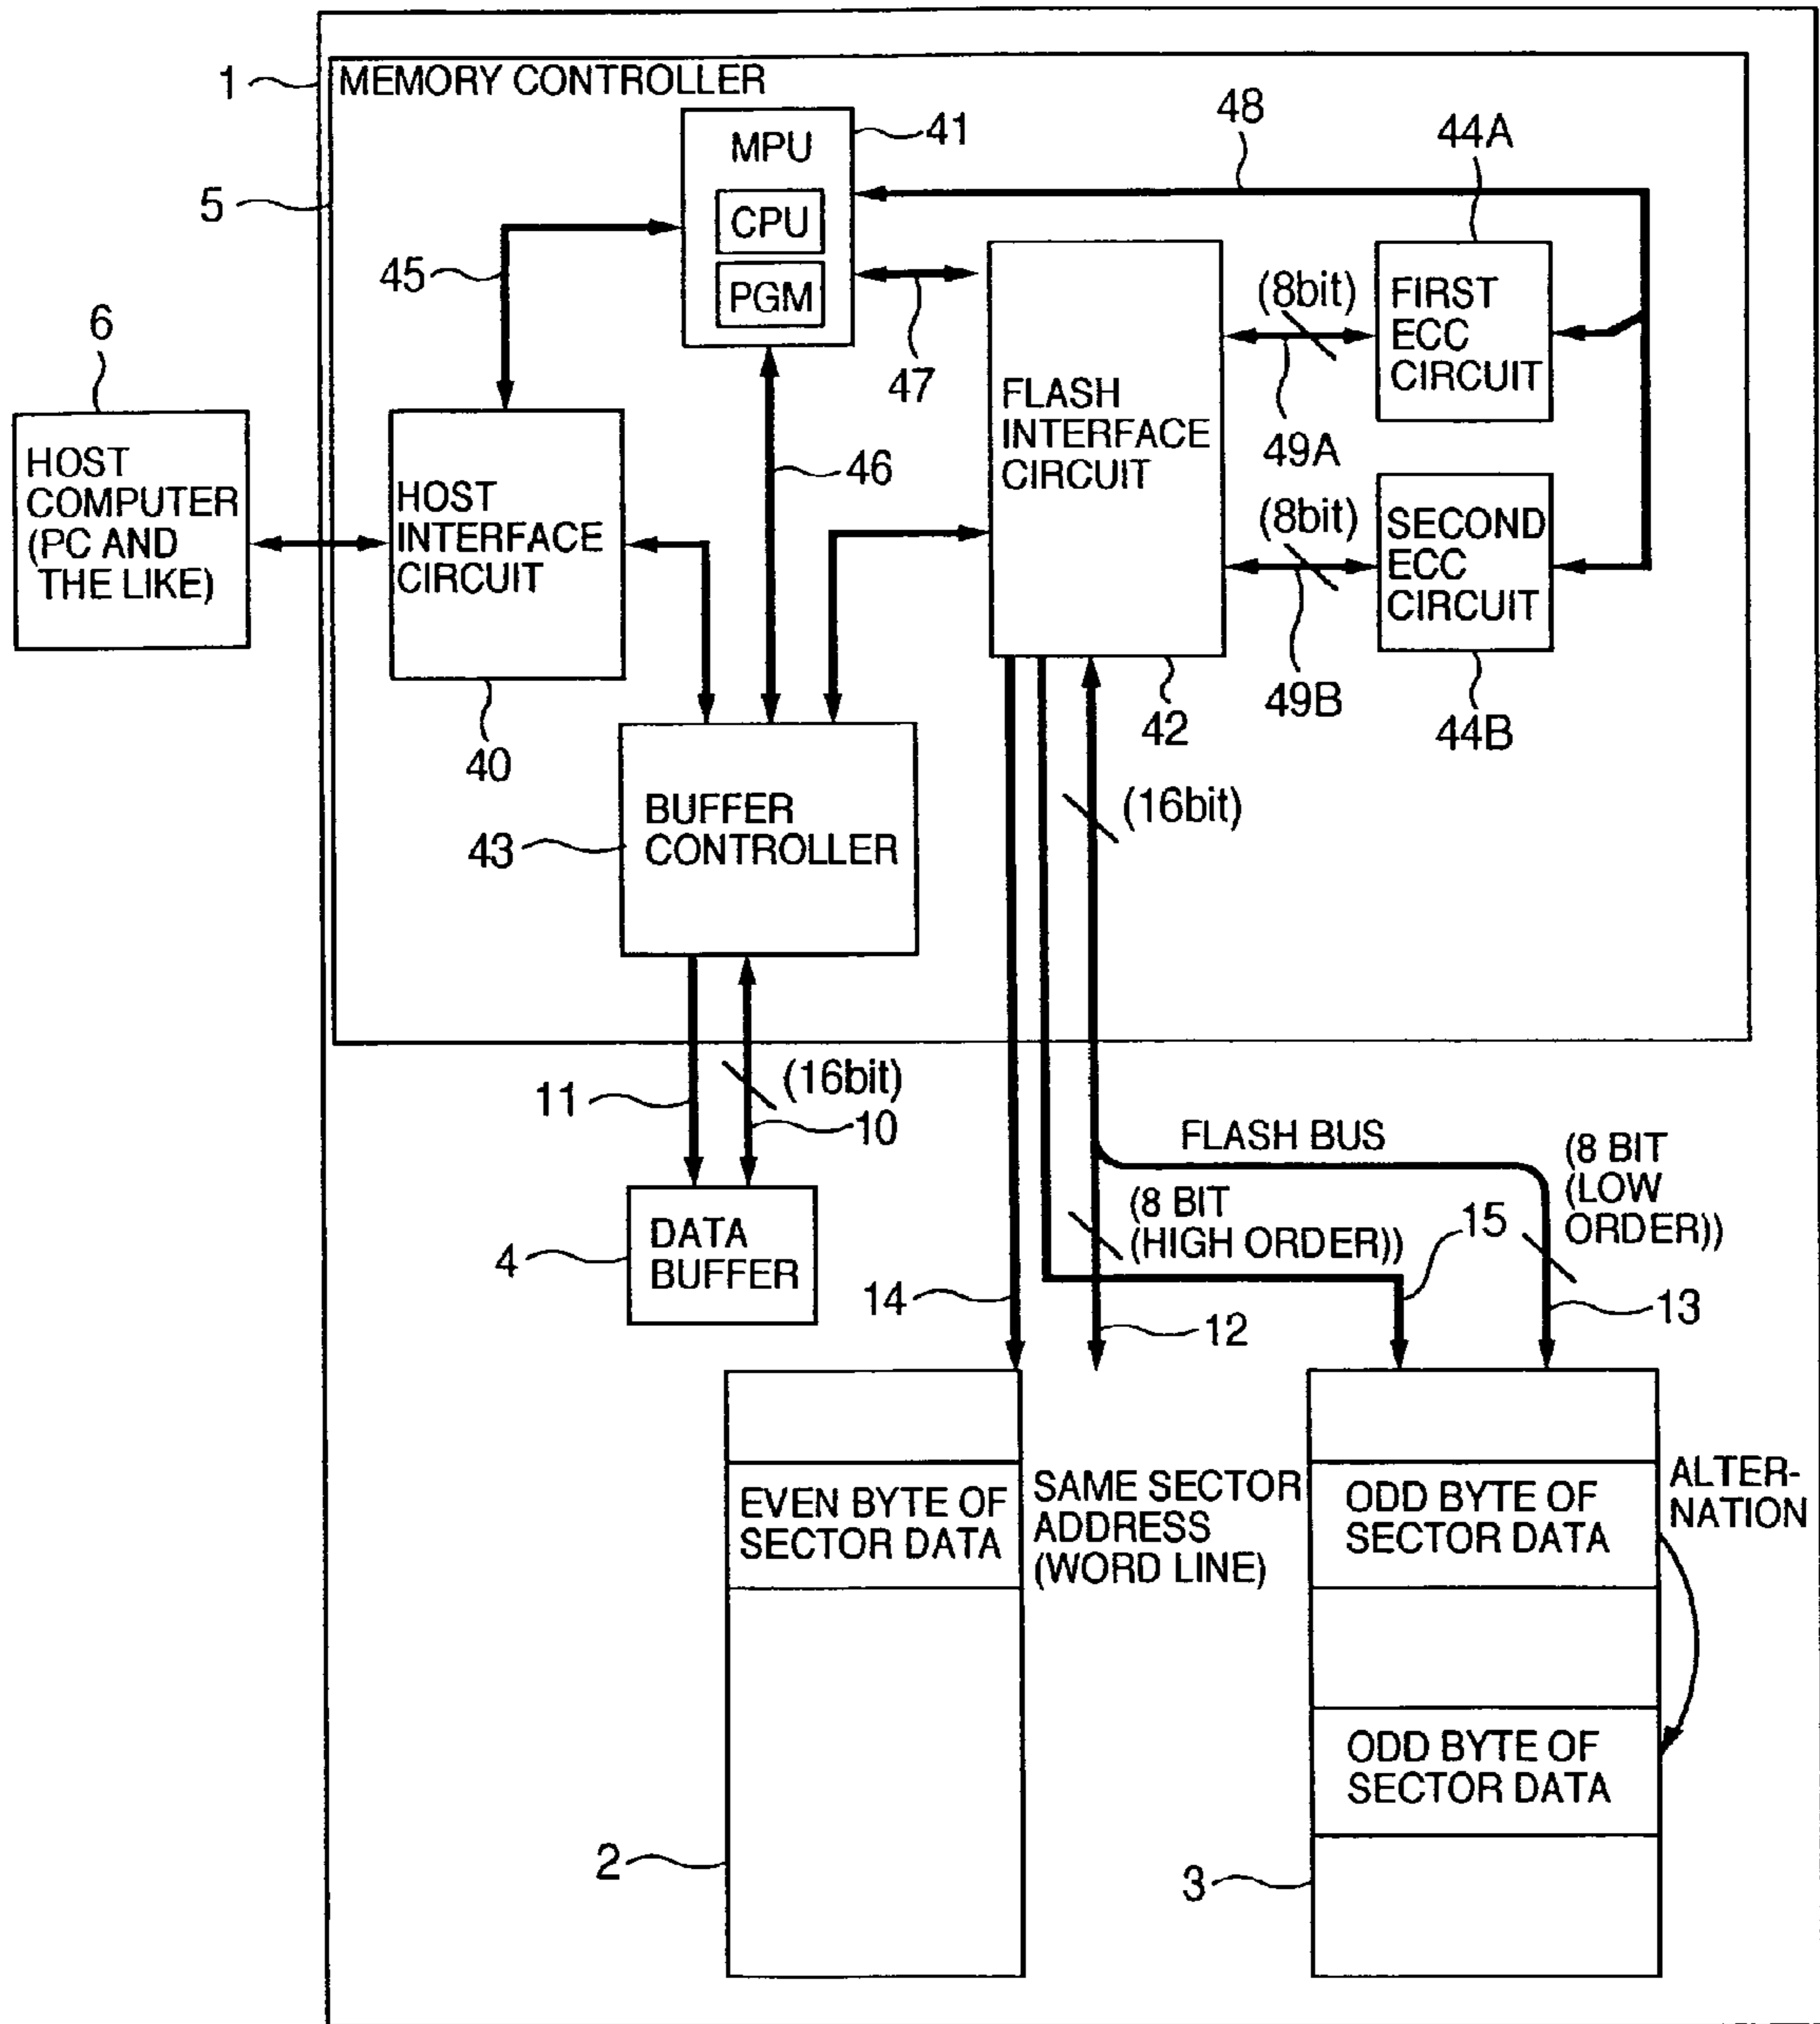 1
MEMORY CONTROLLER
5
MPU
CPU
PGM
41
48
44A
45
47
6
HOST
COMPUTER
(PC AND
THE LIKE)
HOST
INTERFACE
CIRCUIT
40
46
FLASH
INTERFACE
CIRCUIT
42
(8bit)
49A
FIRST
ECC
CIRCUIT
(8bit)
49B
SECOND
ECC
CIRCUIT
44B
43
BUFFER
CONTROLLER
(16bit)
11
(16bit)
10
4
DATA
BUFFER
FLASH BUS
(8 BIT
(HIGH ORDER))
(8 BIT
(LOW
ORDER))
15
14
12
13
EVEN BYTE OF
SECTOR DATA
SAME SECTOR
ADDRESS
(WORD LINE)
ODD BYTE OF
SECTOR DATA
ALTER-
NATION
ODD BYTE OF
SECTOR DATA
2
3